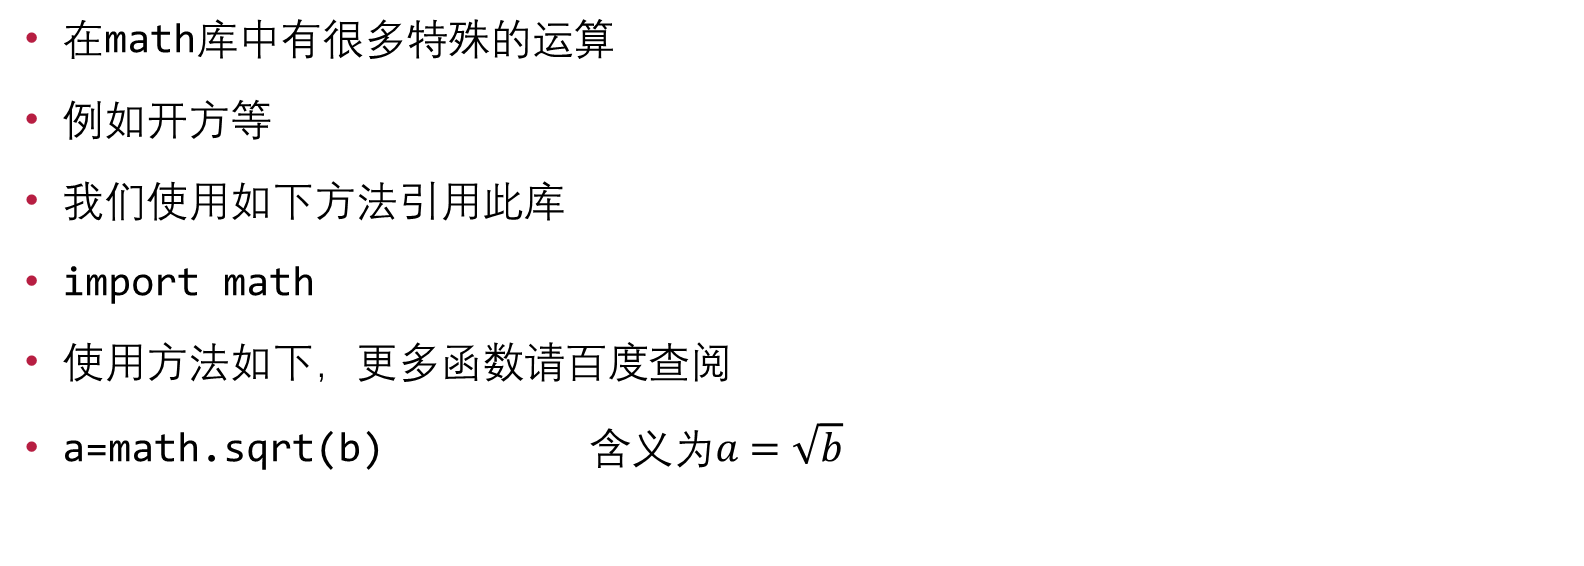 • 在math库中有很多特殊的运算
• 例如开方等
• 我们使用如下方法引用此库
• import math
• 使用方法如下，更多函数请百度查阅
• a=math.sqrt(b) 含义为a = √b